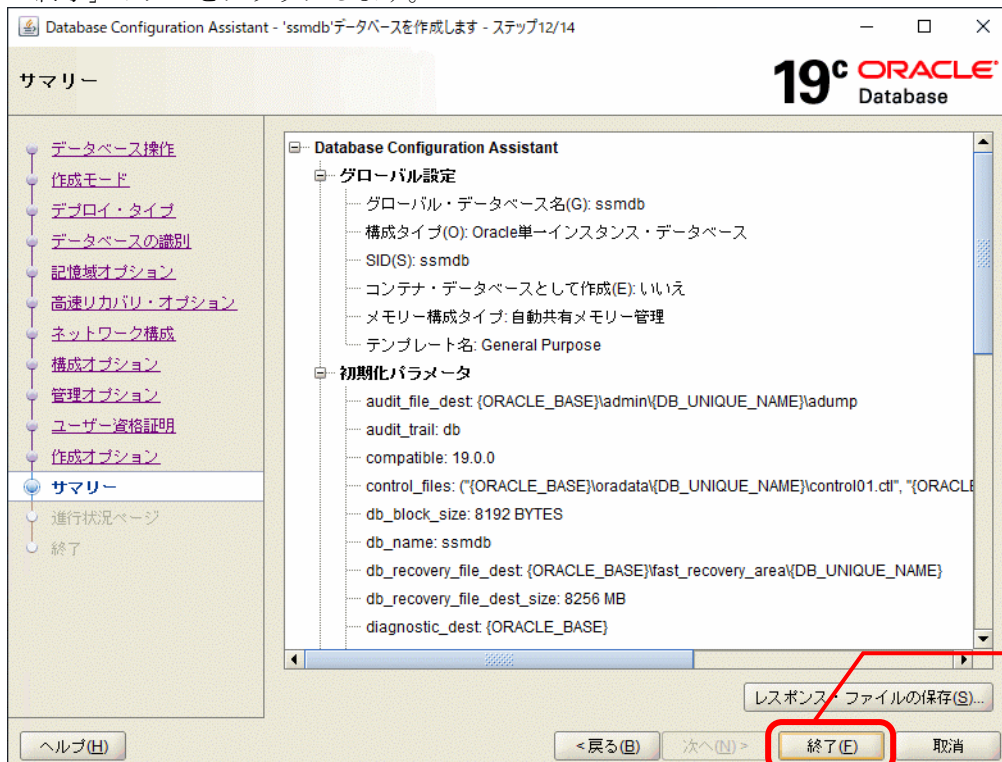 Database Configuration Assistant - 'ssmdb'データベースを作成します - ステップ12/14
サマリー
19c ORACLE
Database
データベース操作
作成モード
デプロイ・タイプ
データベースの識別
記憶域オプション
高速リカバリ・オプション
ネットワーク構成
構成オプション
管理オプション
ユーザー資格証明
作成オプション
サマリー
進行状況ページ
終了
Database Configuration Assistant
グローバル設定
グローバル・データベース名(G): ssmdb
構成タイプ(O): Oracle単一インスタンス・データベース
SID(S): ssmdb
コンテナ・データベースとして作成(E): いいえ
メモリー構成タイプ: 自動共有メモリー管理
テンプレート名: General Purpose
初期化パラメータ
audit_file_dest: {ORACLE_BASE}\admin\{DB_UNIQUE_NAME}\adump
audit_trail: db
compatible: 19.0.0
control_files: ("{ORACLE_BASE}\oradata\{DB_UNIQUE_NAME}\control01.ctl", "{ORACLE
db_block_size: 8192 BYTES
db_name: ssmdb
db_recovery_file_dest: {ORACLE_BASE}\fast_recovery_area\{DB_UNIQUE_NAME}
db_recovery_file_dest_size: 8256 MB
diagnostic_dest: {ORACLE_BASE}
レスポンス・ファイルの保存(S)...
ヘルプ(H)
<戻る(B)
次へ(N)>
終了(F)
取消